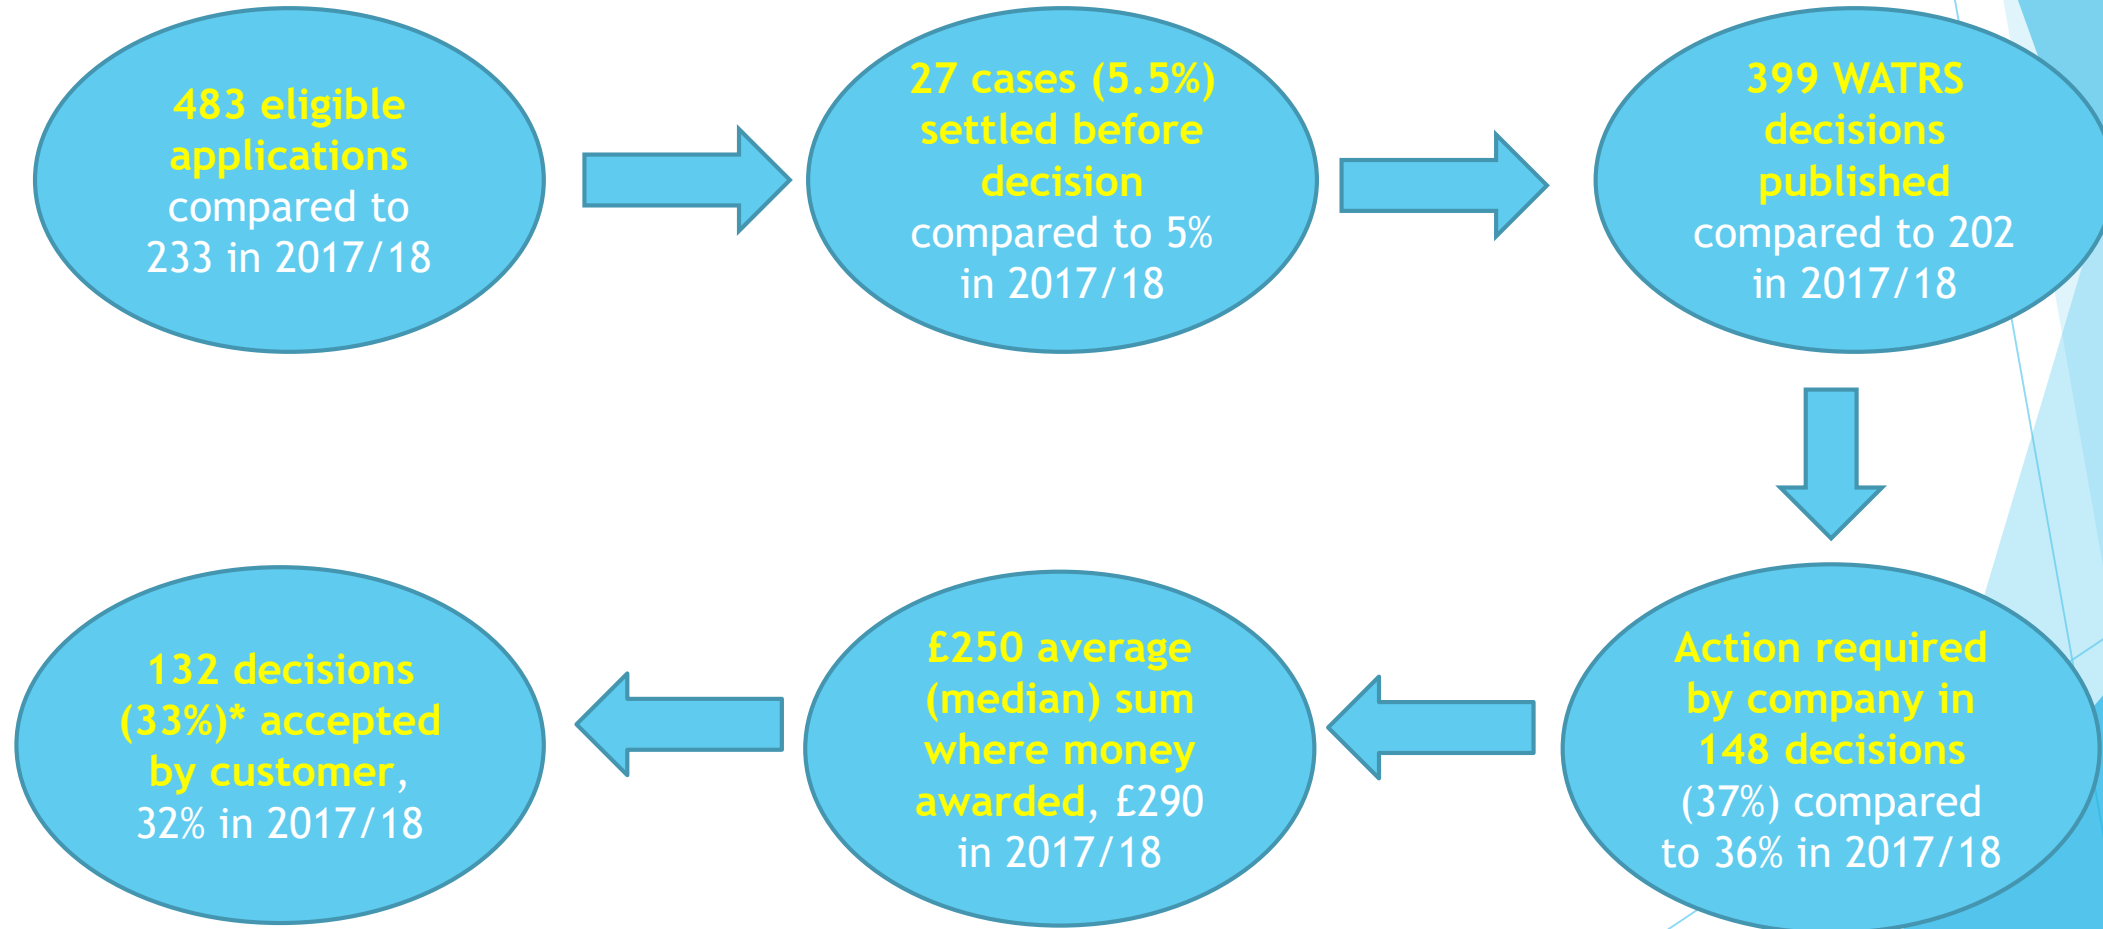 483 eligible
applications
compared to
233 in 2017/18
27 cases (5.5%)
settled before
decision
compared to 5%
in 2017/18
399 WATRS
decisions
published
compared to 202
in 2017/18
Action required
by company in
148 decisions
(37%) compared
to 36% in 2017/18
£250 average
(median) sum
where money
awarded, £290
in 2017/18
132 decisions
(33%)* accepted
by customer,
32% in 2017/18